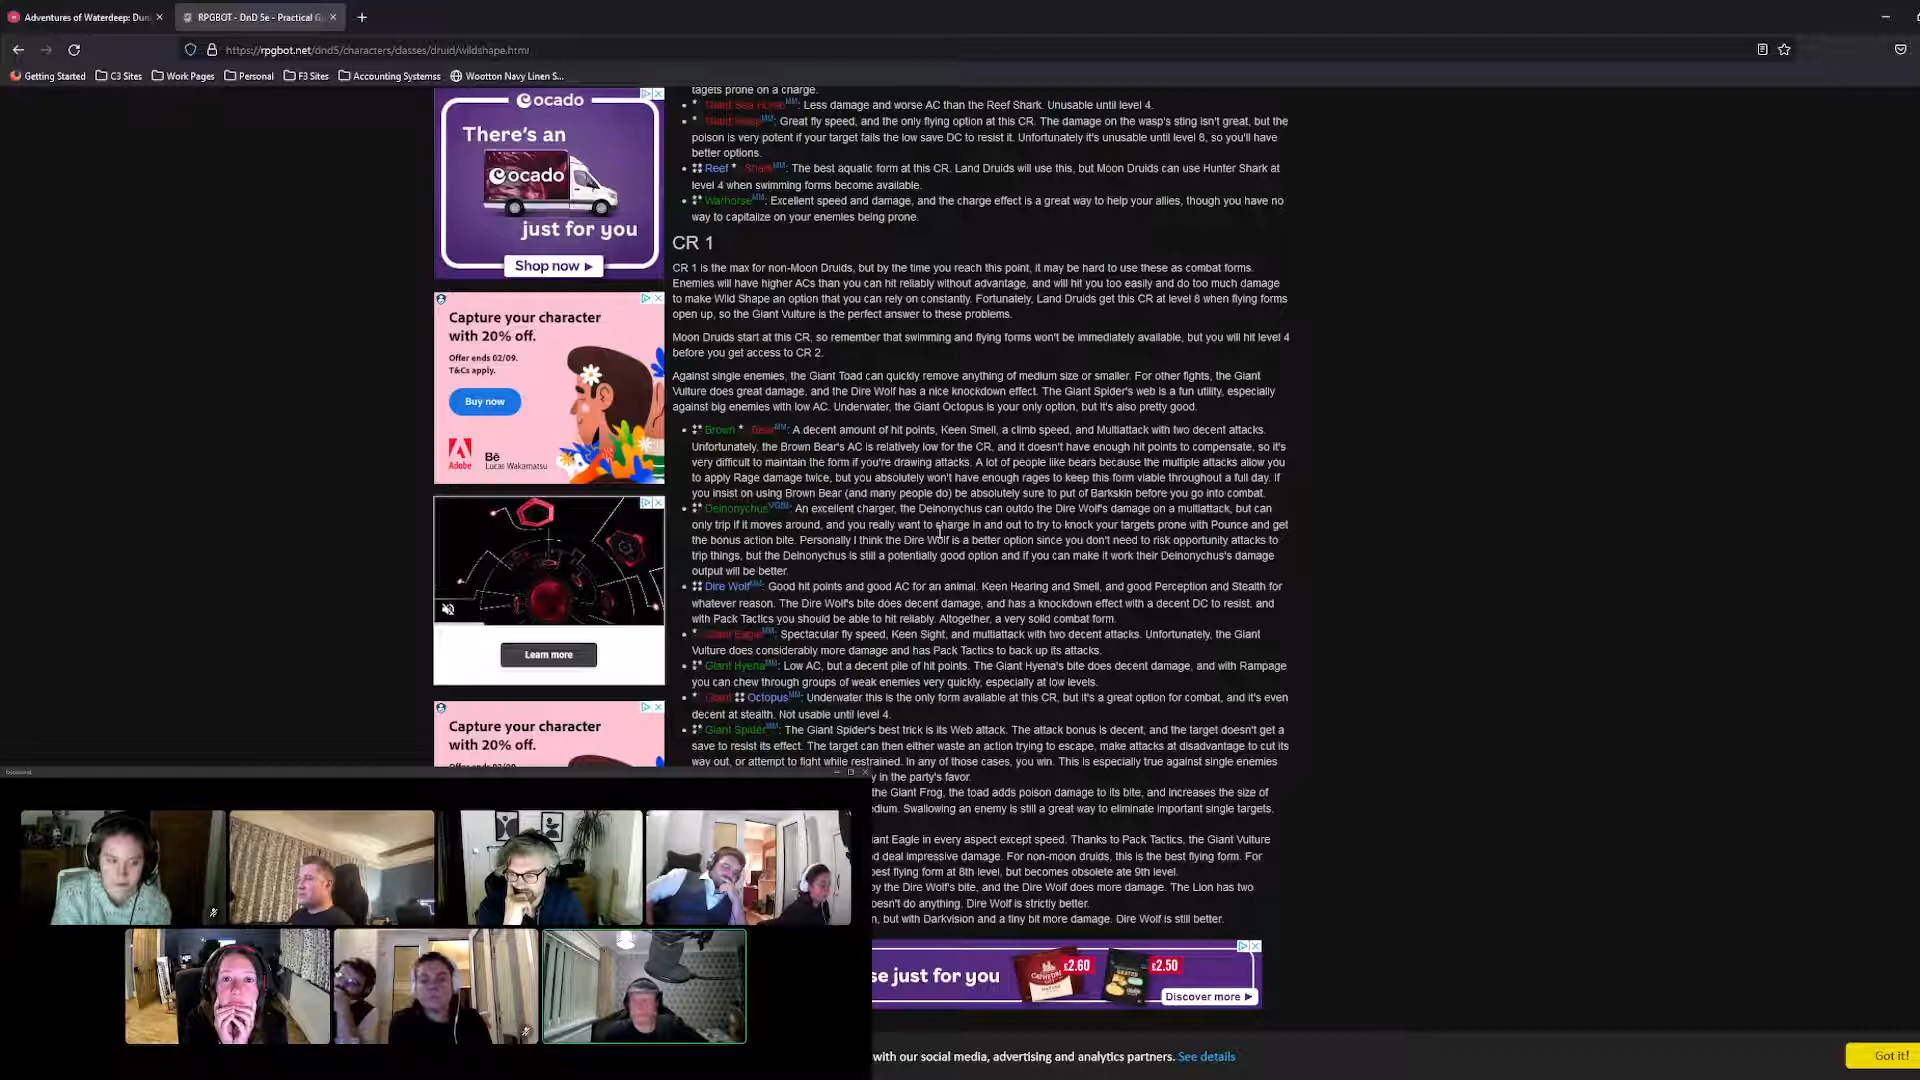 Adventures of Waterdeep: Dun
RPGBOT - DnD 5e - Practical G
https://rpgbot.net/dnd5/characters/classes/druid/wildshape.html
Getting Started
C3 Sites
Work Pages
Personal
F3 Sites
Accounting Systemss
Wootton Navy Linen S...
ocado
There's an
ocado
just for you
Shop now
Capture your character
with 20% off.
Offer ends 02/09.
T&Cs apply.
Buy now
Adobe
Bē
Lucas Wakamatsu
Learn more
Capture your character
with 20% off.
tagets prone on a charge.
Giant Sea Horse MM: Less damage and worse AC than the Reef Shark. Unusable until level 4.
Giant Wasp MM: Great fly speed, and the only flying option at this CR. The damage on the wasp's sting isn't great, but the
poison is very potent if your target fails the low save DC to resist it. Unfortunately it's unusable until level 8, so you'll have
better options.
Reef * Shark MM: The best aquatic form at this CR. Land Druids will use this, but Moon Druids can use Hunter Shark at
level 4 when swimming forms become available.
Warhorse MM: Excellent speed and damage, and the charge effect is a great way to help your allies, though you have no
way to capitalize on your enemies being prone.
CR 1
CR 1 is the max for non-Moon Druids, but by the time you reach this point, it may be hard to use these as combat forms.
Enemies will have higher ACs than you can hit reliably without advantage, and will hit you too easily and do too much damage
to make Wild Shape an option that you can rely on constantly. Fortunately, Land Druids get this CR at level 8 when flying forms
open up, so the Giant Vulture is the perfect answer to these problems.
Moon Druids start at this CR, so remember that swimming and flying forms won't be immediately available, but you will hit level 4
before you get access to CR 2.
Against single enemies, the Giant Toad can quickly remove anything of medium size or smaller. For other fights, the Giant
Vulture does great damage, and the Dire Wolf has a nice knockdown effect. The Giant Spider's web is a fun utility, especially
against big enemies with low AC. Underwater, the Giant Octopus is your only option, but it's also pretty good.
Brown * Bear MM: A decent amount of hit points, Keen Smell, a climb speed, and Multiattack with two decent attacks.
Unfortunately, the Brown Bear's AC is relatively low for the CR, and it doesn't have enough hit points to compensate, so it's
very difficult to maintain the form if you're drawing attacks. A lot of people like bears because the multiple attacks allow you
to apply Rage damage twice, but you absolutely won't have enough rages to keep this form viable throughout a full day. If
you insist on using Brown Bear (and many people do) be absolutely sure to put of Barkskin before you go into combat.
Deinonychus VGtM: An excellent charger, the Deinonychus can outdo the Dire Wolf's damage on a multiattack, but can
only trip if it moves around, and you really want to charge in and out to try to knock your targets prone with Pounce and get
the bonus action bite. Personally I think the Dire Wolf is a better option since you don't need to risk opportunity attacks to
trip things, but the Deinonychus is still a potentially good option and if you can make it work their Deinonychus's damage
output will be better.
Dire Wolf MM: Good hit points and good AC for an animal. Keen Hearing and Smell, and good Perception and Stealth for
whatever reason. The Dire Wolf's bite does decent damage, and has a knockdown effect with a decent DC to resist, and
with Pack Tactics you should be able to hit reliably. Altogether, a very solid combat form.
Giant Eagle MM: Spectacular fly speed, Keen Sight, and multiattack with two decent attacks. Unfortunately, the Giant
Vulture does considerably more damage and has Pack Tactics to back up its attacks.
Giant Hyena MM: Low AC, but a decent pile of hit points. The Giant Hyena's bite does decent damage, and with Rampage
you can chew through groups of weak enemies very quickly, especially at low levels.
Giant Octopus MM: Underwater this is the only form available at this CR, but it's a great option for combat, and it's even
decent at stealth. Not usable until level 4.
Giant Spider MM: The Giant Spider's best trick is its Web attack. The attack bonus is decent, and the target doesn't get a
save to resist its effect. The target can then either waste an action trying to escape, make attacks at disadvantage to cut its
way out, or attempt to fight while restrained. In any of those cases, you win. This is especially true against single enemies
y in the party's favor.
the Giant Frog, the toad adds poison damage to its bite, and increases the size of
dium. Swallowing an enemy is still a great way to eliminate important single targets.
iant Eagle in every aspect except speed. Thanks to Pack Tactics, the Giant Vulture
d deal impressive damage. For non-moon druids, this is the best flying form. For
best flying form at 8th level, but becomes obsolete ate 9th level.
by the Dire Wolf's bite, and the Dire Wolf does more damage. The Lion has two
oesn't do anything. Dire Wolf is strictly better.
n, but with Darkvision and a tiny bit more damage. Dire Wolf is still better.
se just for you
£2.60
£2.50
Discover more
with our social media, advertising and analytics partners. See details
Got it!